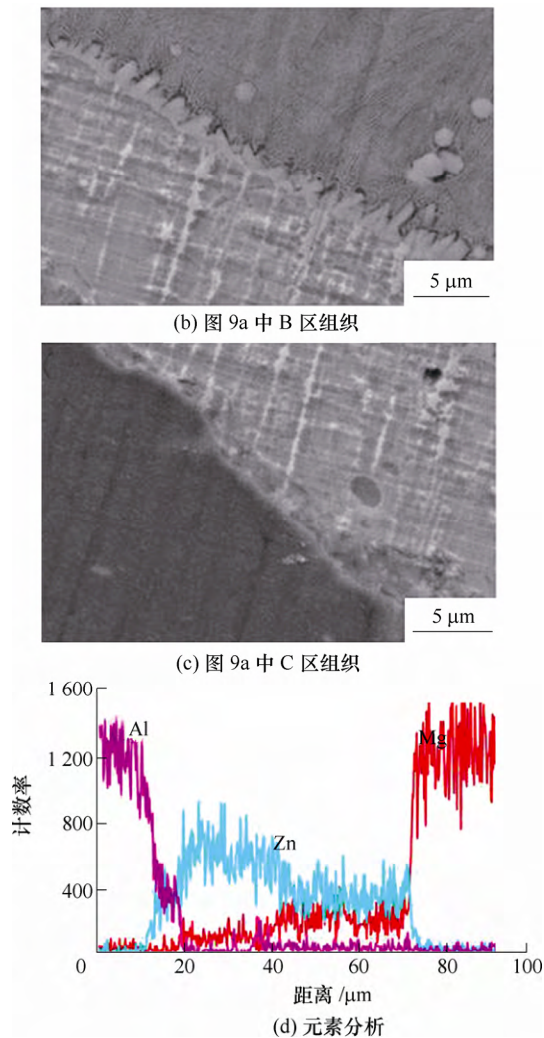 5 μm
(b) 图 9a 中 B 区组织
5 μm
(c) 图 9a 中 C 区组织
1 600
1 200
800
400
0
20
40
60
80
100
计数率
Al
Zn
Mg
距离 /μm
(d) 元素分析